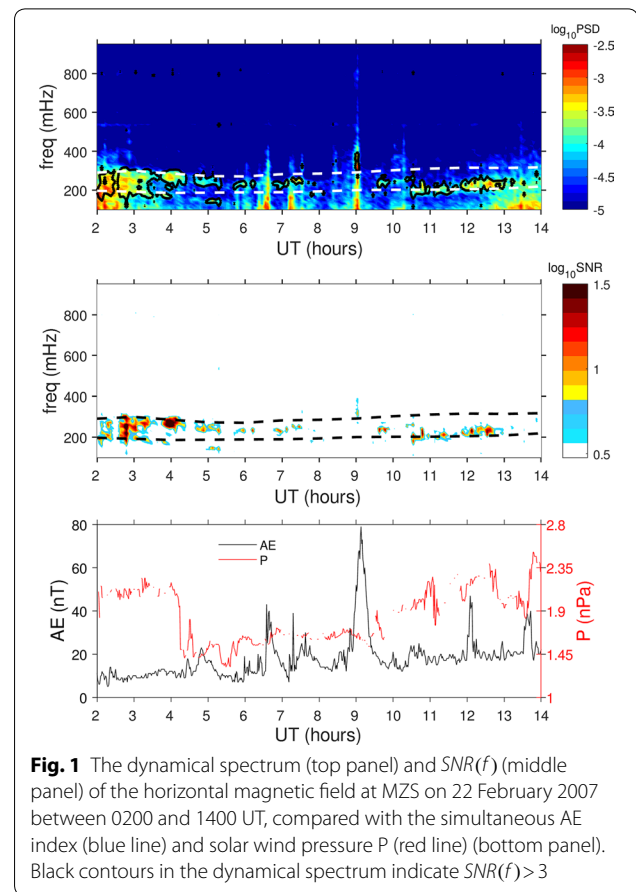 log₁₀PSD
-2.5
-3
-3.5
-4
-4.5
-5
freq (mHz)
800
600
400
200
2 3 4 5 6 7 8 9 10 11 12 13 14
UT (hours)
log₁₀SNR
1.5
1
0.5
freq (mHz)
800
600
400
200
2 3 4 5 6 7 8 9 10 11 12 13 14
UT (hours)
AE (nT)
80
60
40
20
0
AE
P
2.8
2.35
1.9
1.45
1
P (nPa)
2 3 4 5 6 7 8 9 10 11 12 13 14
UT (hours)
Fig. 1 The dynamical spectrum (top panel) and SNR(f) (middle
panel) of the horizontal magnetic field at MZS on 22 February 2007
between 0200 and 1400 UT, compared with the simultaneous AE
index (blue line) and solar wind pressure P (red line) (bottom panel).
Black contours in the dynamical spectrum indicate SNR(f) > 3